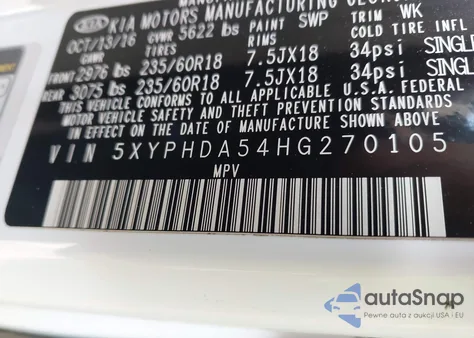 KIA MOTORS MANUFACTURING
OCT/13/16 GVWR 5622 lbs PAINT SWP TRIM WK
GAWR TIRES RIMS COLD TIRE INFL
FRONT 2976 lbs 235/60R18 7.5JX18 34psi SINGLE
REAR 3075 lbs 235/60R18 7.5JX18 34psi SINGL
THIS VEHICLE CONFORMS TO ALL APPLICABLE U.S.A. FEDERAL
MOTOR VEHICLE SAFETY AND THEFT PREVENTION STANDARDS
IN EFFECT ON THE DATE OF MANUFACTURE SHOWN ABOVE
VIN 5XYPHDA54HG270105
MPV
autaSnap
Pewne auta z aukcji USA i EU